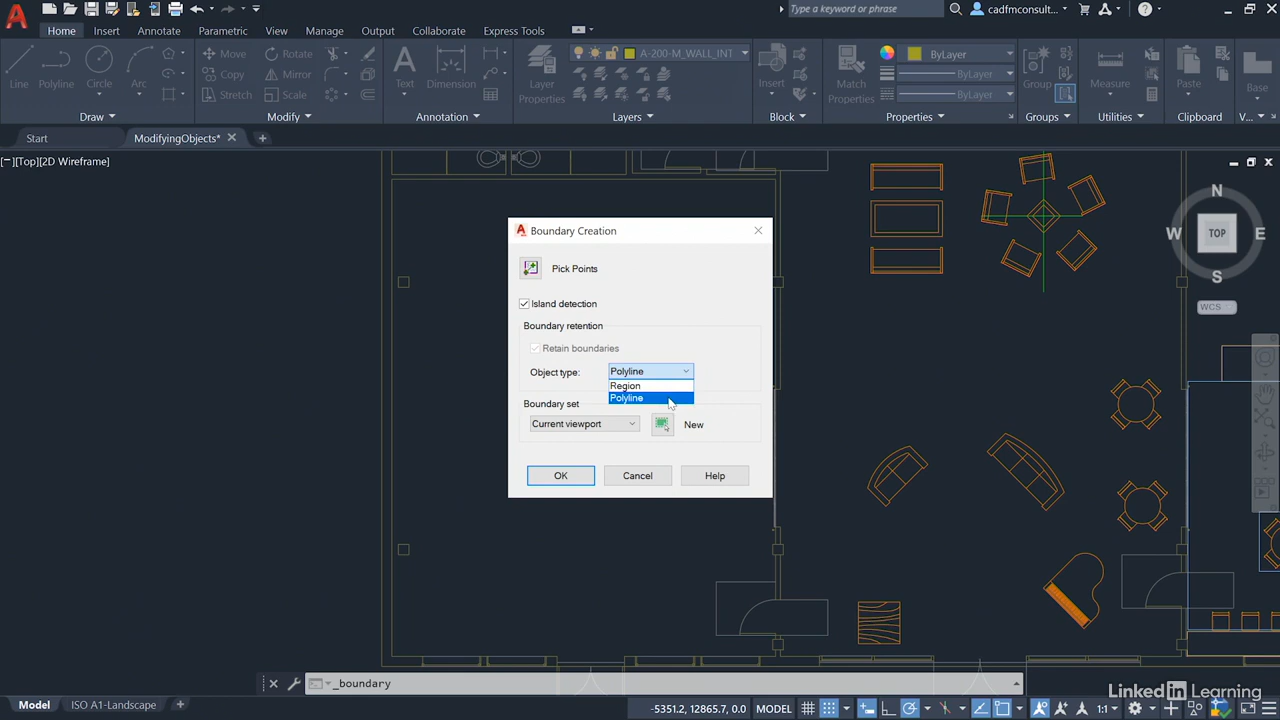 Type a keyword or phrase
cadfmconsult...
Home Insert Annotate Parametric View Manage Output Collaborate Express Tools
Move Rotate
Copy Mirror
Stretch Scale
Line Polyline Circle Arc
Text Dimension
Layer Properties
A-200-M_WALL_INT
Insert
Match Properties
ByLayer
ByLayer
ByLayer
Group
Measure
Paste
Base
Draw Modify Annotation Layers Block Properties Groups Utilities Clipboard V...
Start ModifyingObjects*
[−][Top][2D Wireframe]
N
W TOP E
S
WCS
Boundary Creation
Pick Points
Island detection
Boundary retention
Retain boundaries
Object type: Polyline
Region
Polyline
Boundary set
Current viewport New
OK Cancel Help
_boundary
LinkedIn Learning
Model ISO A1-Landscape
-5351.2, 12865.7, 0.0 MODEL 1:1